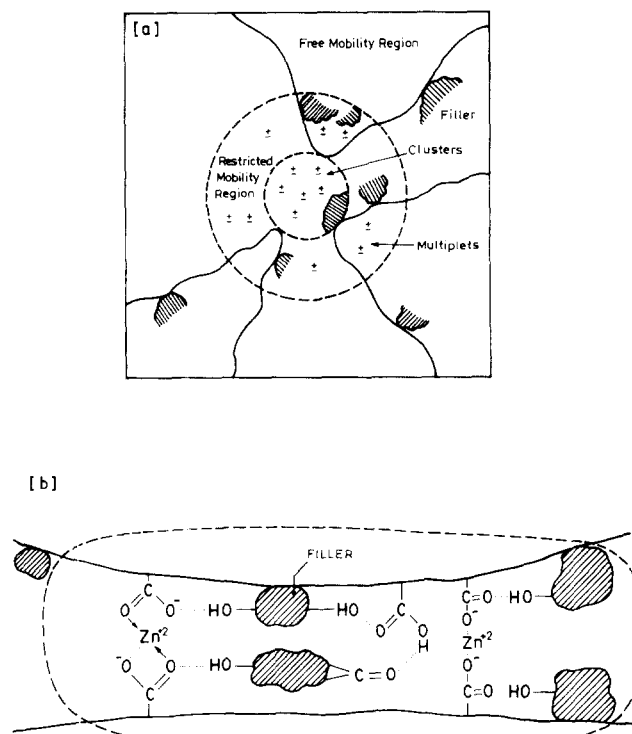 [a]
Free Mobility Region
Filler
Clusters
Restricted
Mobility
Region
Multiplets
± ± ± ± ± ± ± ± ± ± ± ± ± ± ± ±
[b]
FILLER
C C C
O O⁻ HO HO O O H O O⁻ HO
Zn⁺² Zn⁺²
O⁻ O HO C=O O⁻
C C=O HO